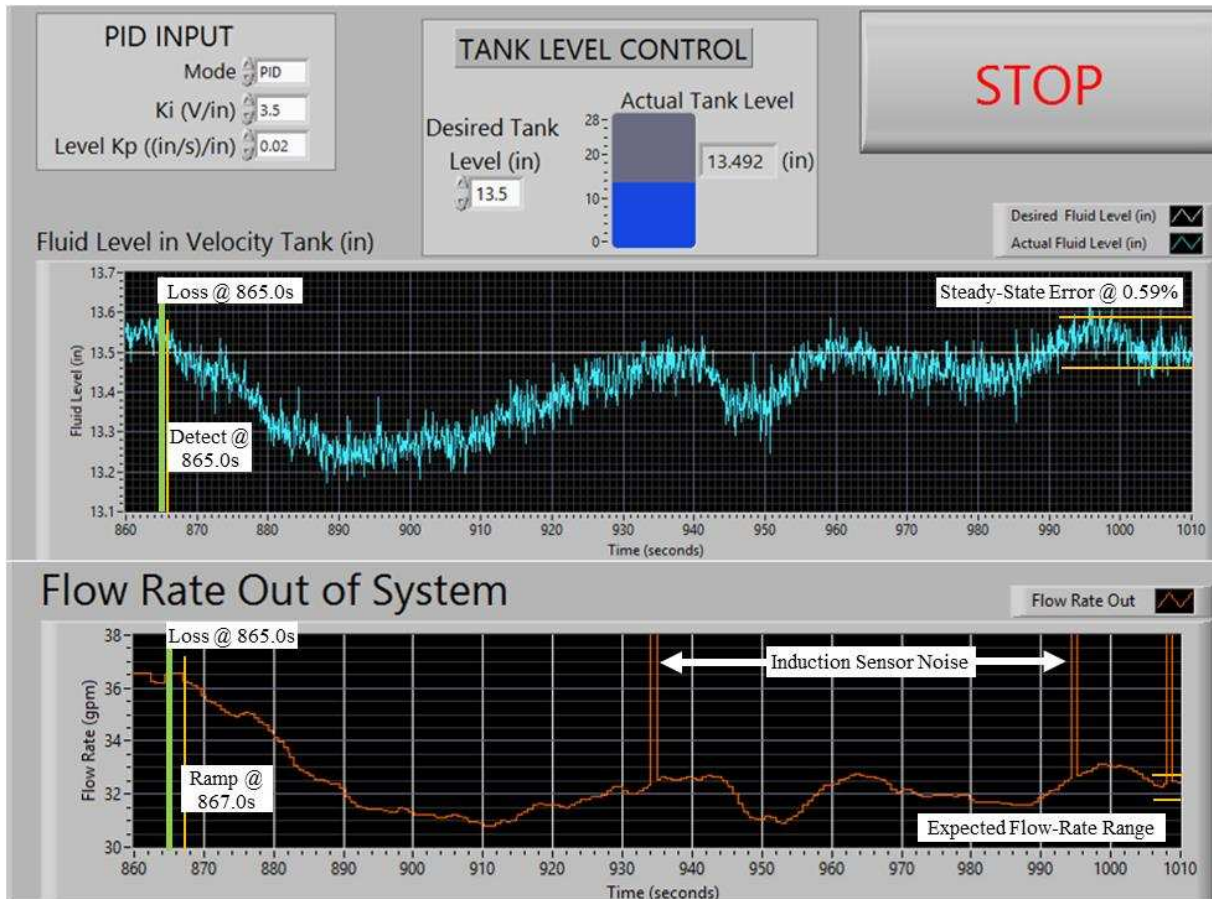 PID INPUT
Mode PID
Ki (V/in) 3.5
Level Kp ((in/s)/in) 0.02
TANK LEVEL CONTROL
Desired Tank
Level (in)
13.5
Actual Tank Level
28
20
10
0
13.492 (in)
STOP
Desired Fluid Level (in)
Actual Fluid Level (in)
Fluid Level in Velocity Tank (in)
Loss @ 865.0s
Steady-State Error @ 0.59%
Detect @
865.0s
Fluid Level (in)
13.7
13.6
13.5
13.4
13.3
13.2
13.1
860 870 880 890 900 910 920 930 940 950 960 970 980 990 1000 1010
Time (seconds)
Flow Rate Out of System
Flow Rate Out
Loss @ 865.0s
Induction Sensor Noise
Ramp @
867.0s
Expected Flow-Rate Range
Flow Rate (gpm)
38
36
34
32
30
860 870 880 890 900 910 920 930 940 950 960 970 980 990 1000 1010
Time (seconds)